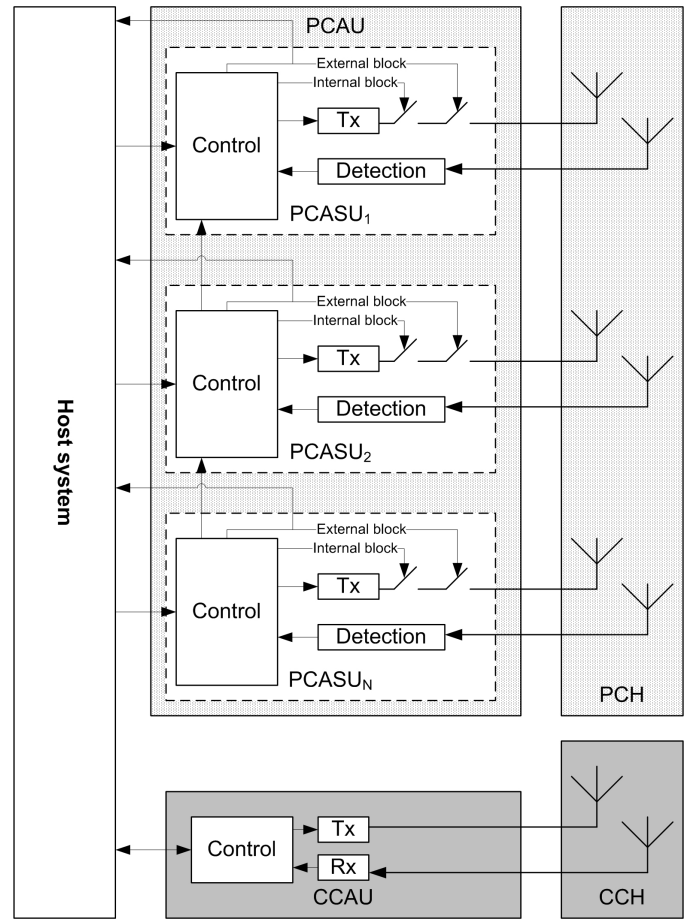 PCAU
External block
Internal block
Tx
Control
Detection
PCASU1
External block
Internal block
Tx
Control
Detection
PCASU2
Host system
External block
Internal block
Tx
Control
Detection
PCASUN
PCH
Tx
Control
Rx
CCAU
CCH